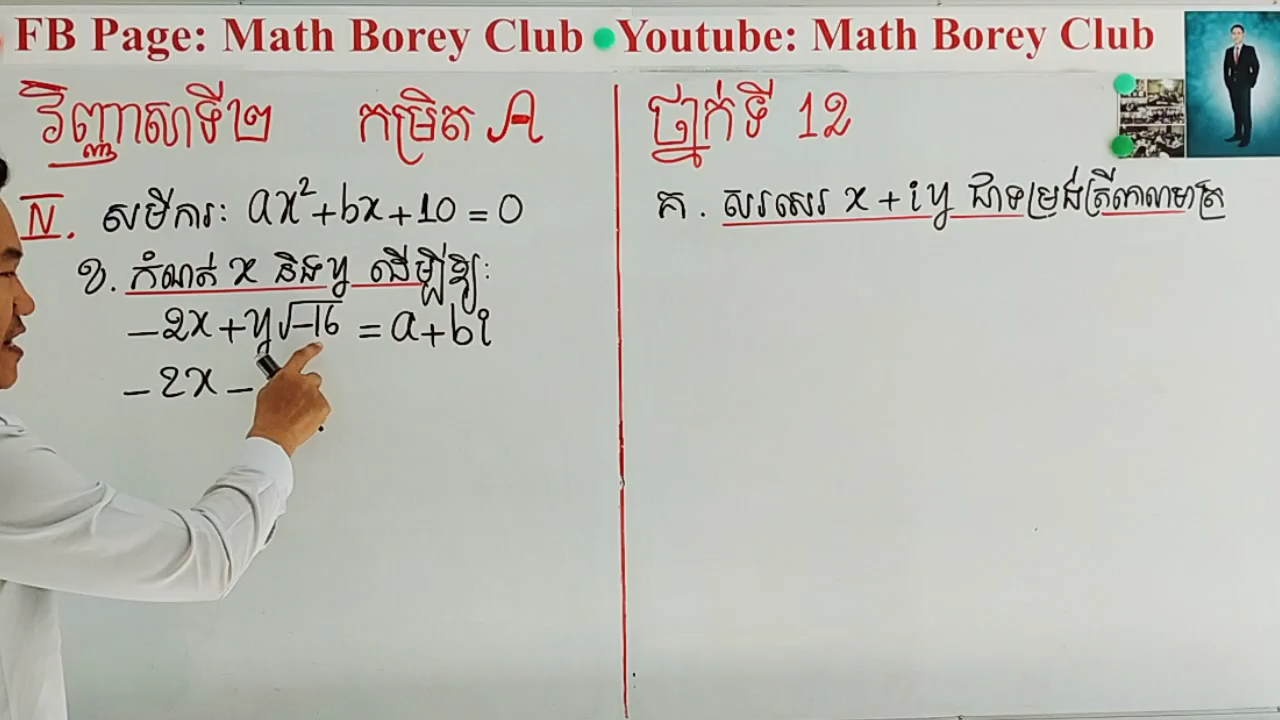 FB Page: Math Borey Club Youtube: Math Borey Club
វិញ្ញាសាទី២ កម្រិត A
IV. សមីការ: ax²+bx+10=0
ខ. កំណត់ x និង y ដើម្បីឱ្យ:
-2x+y√-16 = a+bi
-2x-
ថ្នាក់ទី 12
គ. សរសេរ x+iy ជាទម្រង់ត្រីកោណមាត្រ